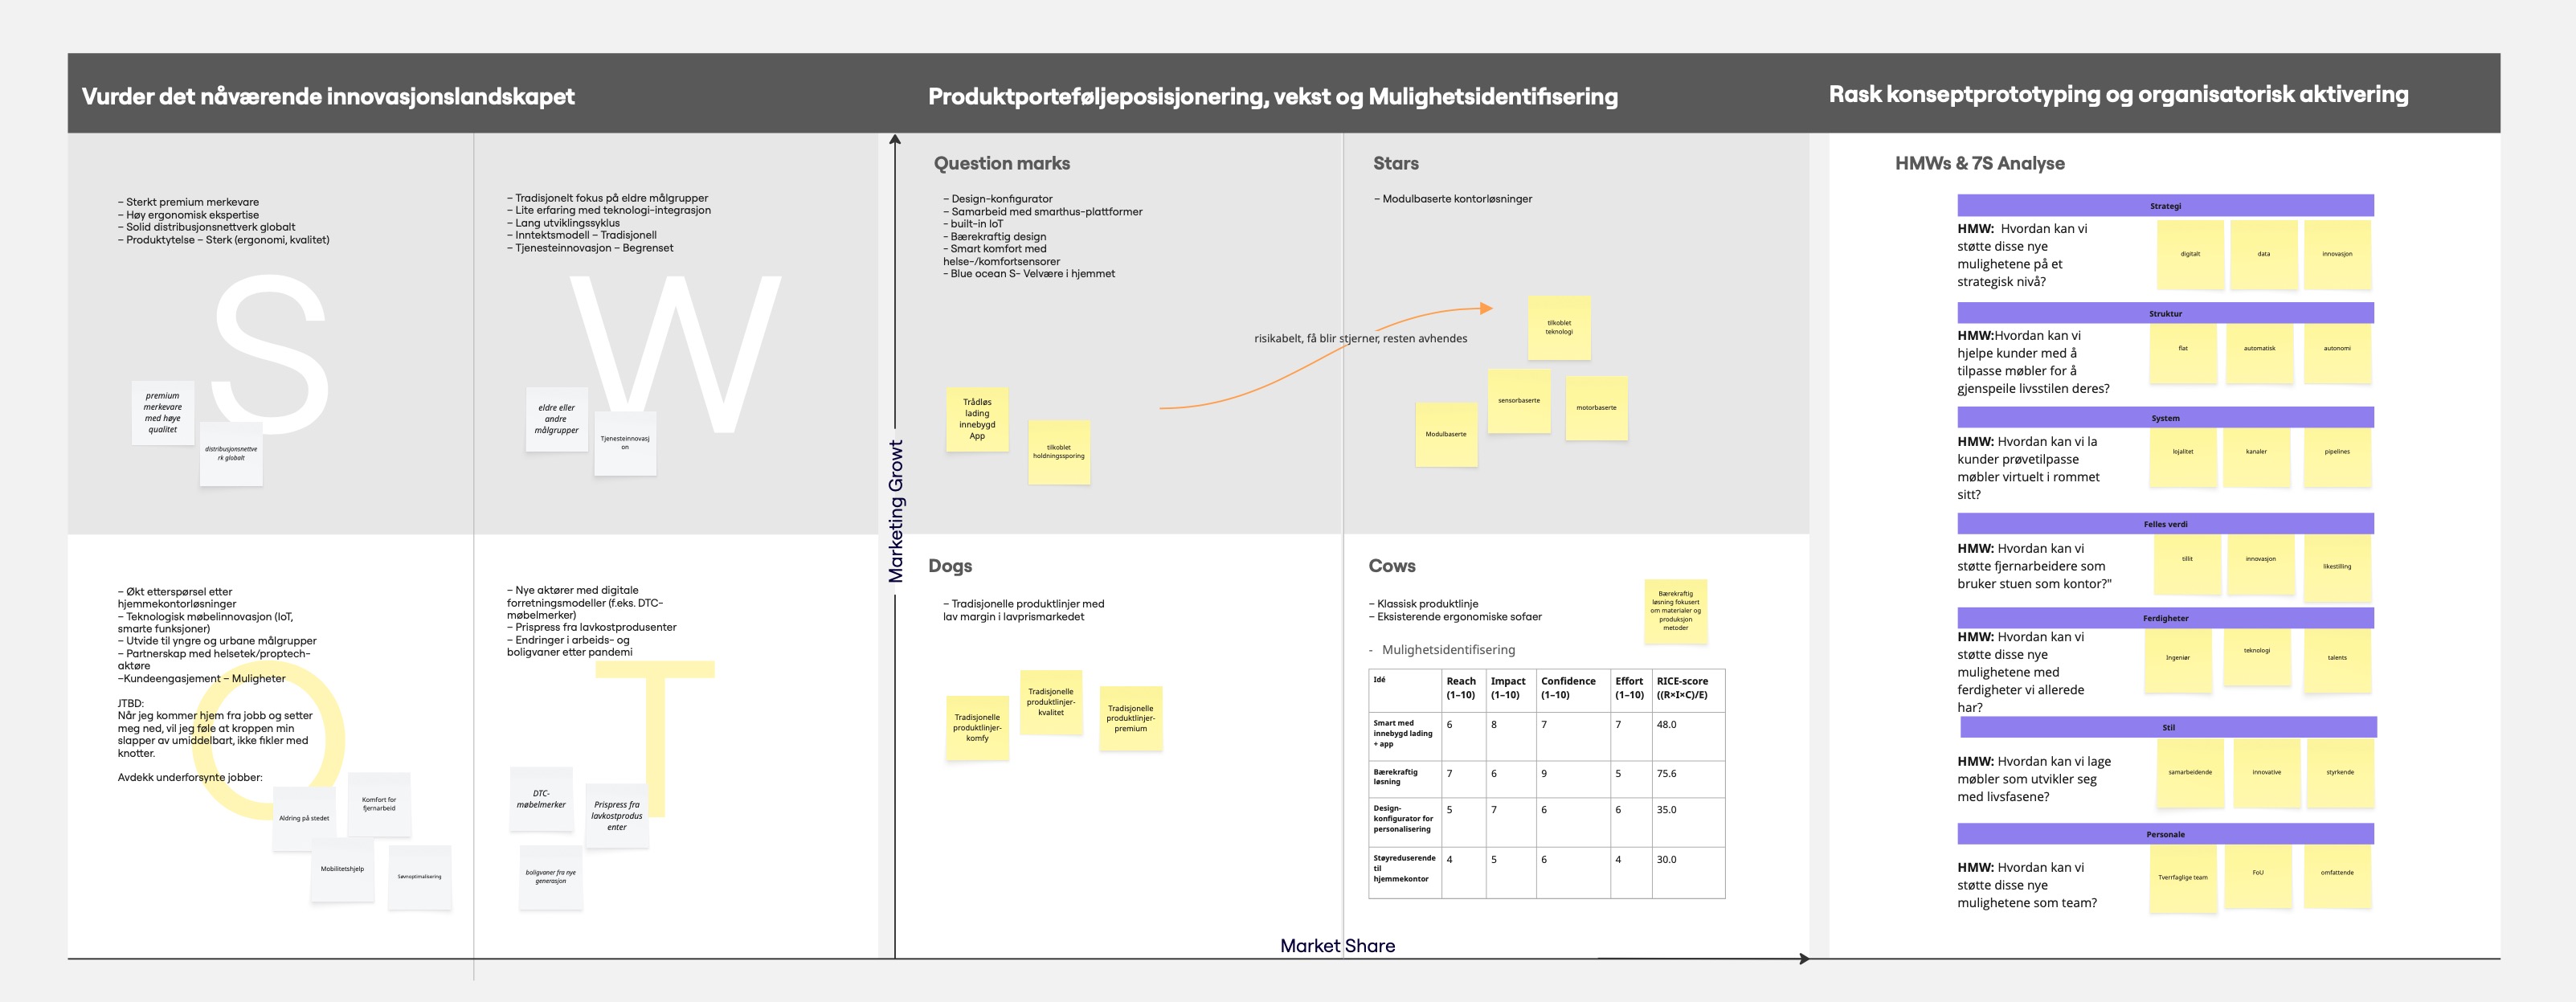 Vurder det nåværende innovasjonslandskapet
– Sterkt premium merkevare
– Høy ergonomisk ekspertise
– Solid distribusjonsnettverk globalt
– Produktytelse – Sterk (ergonomi, kvalitet)
S
premium
merkevare
med høye
qualitet
distribusjonsnettve
rk globalt
– Tradisjonelt fokus på eldre målgrupper
– Lite erfaring med teknologi-integrasjon
– Lang utviklingssyklus
– Inntektsmodell – Tradisjonell
– Tjenesteinnovasjon – Begrenset
W
eldre eller
andre
målgrupper
Tjenesteinnovasj
on
– Økt etterspørsel etter
hjemmekontorløsninger
– Teknologisk møbelinnovasjon (IoT,
smarte funksjoner)
– Utvide til yngre og urbane målgrupper
– Partnerskap med helsetek/proptech-
aktøre
–Kundeengasjement – Muligheter
JTBD:
Når jeg kommer hjem fra jobb og setter
meg ned, vil jeg føle at kroppen min
slapper av umiddelbart, ikke fikler med
knotter.
Avdekk underforsynte jobber:
O
Aldring på stedet
Komfort for
fjernarbeid
Mobilitetshjelp
Søvnoptimalisering
– Nye aktører med digitale
forretningsmodeller (f.eks. DTC-
møbelmerker)
– Prispress fra lavkostprodusenter
– Endringer i arbeids- og
boligvaner etter pandemi
T
DTC-
møbelmerker
Prispress fra
lavkostprodus
enter
boligvaner fra nye
generasjon
Produktporteføljeposisjonering, vekst og Mulighetsidentifisering
Marketing Growt
Question marks
– Design-konfigurator
– Samarbeid med smarthus-plattformer
- built-in IoT
– Bærekraftig design
- Smart komfort med
helse-/komfortsensorer
- Blue ocean S- Velvære i hjemmet
Trådløs
lading
innebygd
App
tilkoblet
holdningssporing
risikabelt, få blir stjerner, resten avhendes
Stars
– Modulbaserte kontorløsninger
tilkoblet
teknologi
sensorbaserte
motorbaserte
Modulbaserte
Dogs
– Tradisjonelle produktlinjer med
lav margin i lavprismarkedet
Tradisjonelle
produktlinjer-
komfy
Tradisjonelle
produktlinjer-
kvalitet
Tradisjonelle
produktlinjer-
premium
Cows
– Klassisk produktlinje
– Eksisterende ergonomiske sofaer
Bærekraftig
løsning fokusert
om materialer og
produksjon
metoder
- Mulighetsidentifisering
Idé Reach (1–10) Impact (1–10) Confidence (1–10) Effort (1–10) RICE-score ((R×I×C)/E)
Smart med innebygd lading + app 6 8 7 7 48.0
Bærekraftig løsning 7 6 9 5 75.6
Design-konfigurator for personalisering 5 7 6 6 35.0
Støyreduserende til hjemmekontor 4 5 6 4 30.0
Market Share
Rask konseptprototyping og organisatorisk aktivering
HMWs & 7S Analyse
Strategi
HMW: Hvordan kan vi
støtte disse nye
mulighetene på et
strategisk nivå?
digitalt
data
innovasjon
Struktur
HMW:Hvordan kan vi
hjelpe kunder med å
tilpasse møbler for å
gjenspeile livsstilen deres?
flat
automatisk
autonomi
System
HMW: Hvordan kan vi la
kunder prøvetilpasse
møbler virtuelt i rommet
sitt?
lojalitet
kanaler
pipelines
Felles verdi
HMW: Hvordan kan vi
støtte fjernarbeidere som
bruker stuen som kontor?"
tillit
innovasjon
likestilling
Ferdigheter
HMW: Hvordan kan vi
støtte disse nye
mulighetene med
ferdigheter vi allerede
har?
Ingeniør
teknologi
talents
Stil
HMW: Hvordan kan vi lage
møbler som utvikler seg
med livsfasene?
samarbeidende
innovative
styrkende
Personale
HMW: Hvordan kan vi
støtte disse nye
mulighetene som team?
Tverrfaglige team
FoU
omfattende